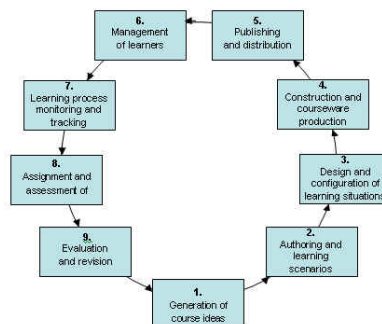 6.
Management
of learners
5.
Publishing
and distribution
7.
Learning process
monitoring and
tracking
4.
Construction and
courseware
production
8.
Assignment and
assessment of
3.
Design and
configuration of
learning situations
9.
Evaluation
and revision
2.
Authoring and
learning
scenarios
1.
Generation of
course ideas